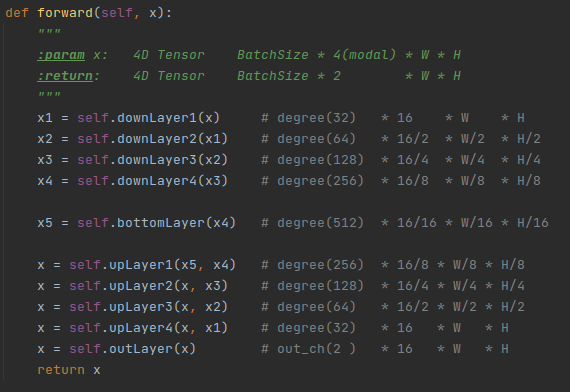 def forward(self, x):
    """
    :param x:   4D Tensor    BatchSize * 4(modal) * W * H
    :return:    4D Tensor    BatchSize * 2        * W * H
    """
    x1 = self.downLayer1(x)     # degree(32)   * 16    * W    * H
    x2 = self.downLayer2(x1)    # degree(64)   * 16/2  * W/2  * H/2
    x3 = self.downLayer3(x2)    # degree(128)  * 16/4  * W/4  * H/4
    x4 = self.downLayer4(x3)    # degree(256)  * 16/8  * W/8  * H/8
    x5 = self.bottomLayer(x4)   # degree(512)  * 16/16 * W/16 * H/16
    x = self.upLayer1(x5, x4)   # degree(256)  * 16/8 * W/8 * H/8
    x = self.upLayer2(x, x3)    # degree(128)  * 16/4 * W/4 * H/4
    x = self.upLayer3(x, x2)    # degree(64)   * 16/2 * W/2 * H/2
    x = self.upLayer4(x, x1)    # degree(32)   * 16   * W   * H
    x = self.outLayer(x)        # out_ch(2 )   * 16   * W   * H
    return x